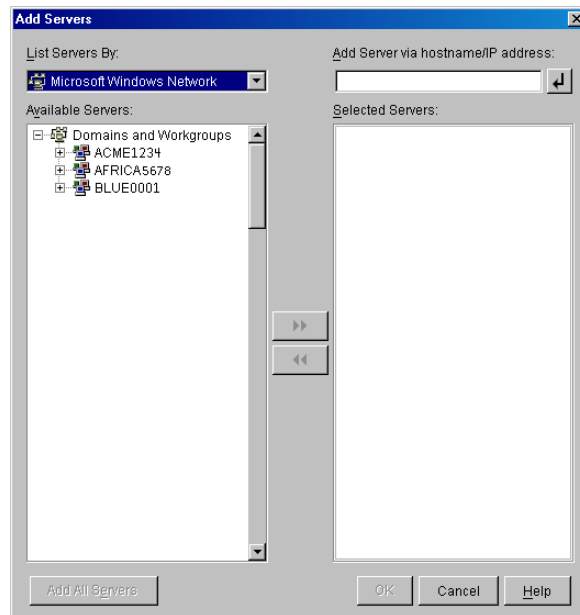 Add Servers
List Servers By:
Microsoft Windows Network
Add Server via hostname/IP address:
Available Servers:
Selected Servers:
Domains and Workgroups
ACME1234
AFRICA5678
BLUE0001
Add All Servers
OK
Cancel
Help